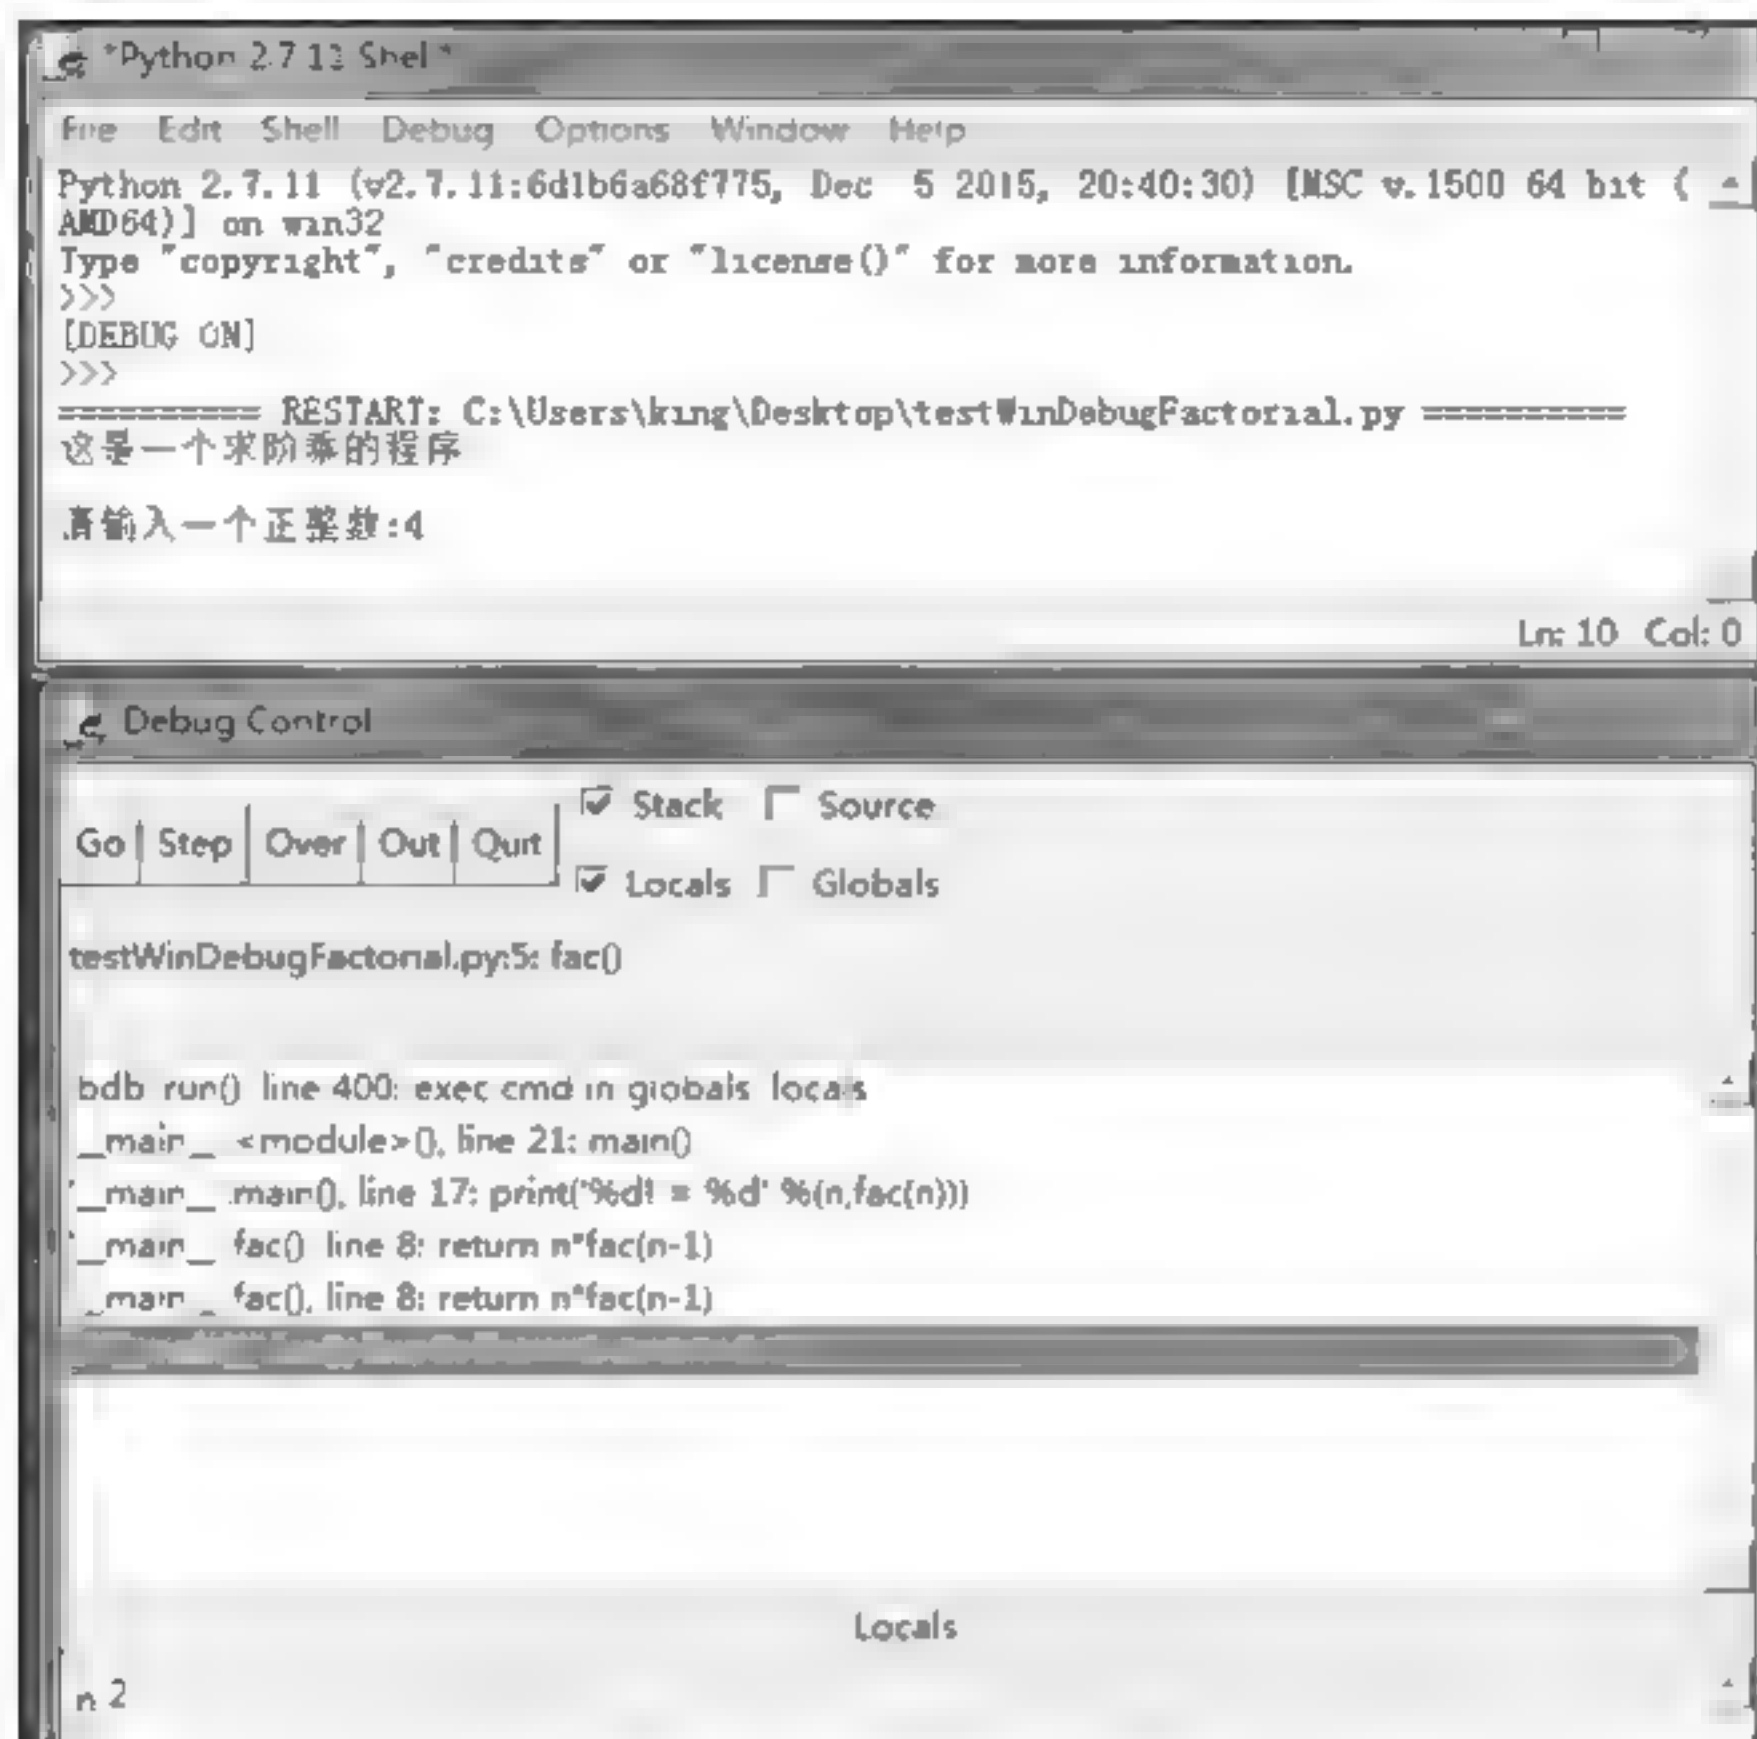 *Python 2.7.11 Shell*
File Edit Shell Debug Options Window Help
Python 2.7.11 (v2.7.11:6d1b6a68f775, Dec 5 2015, 20:40:30) [MSC v.1500 64 bit (
AMD64)] on win32
Type "copyright", "credits" or "license()" for more information.
>>>
[DEBUG ON]
>>>
========== RESTART: C:\Users\king\Desktop\testWinDebugFactorial.py ==========
这是一个求阶乘的程序
请输入一个正整数:4
Ln: 10 Col: 0
Debug Control
Go Step Over Out Quit
Stack Source
Locals Globals
testWinDebugFactorial.py:5: fac()
bdb run() line 400: exec cmd in globals locals
__main__ <module>(), line 21: main()
'__main__ .main(), line 17: print('%d! = %d' %(n,fac(n)))
'__main__ fac() line 8: return n*fac(n-1)
__main__ fac(), line 8: return n*fac(n-1)
Locals
n 2